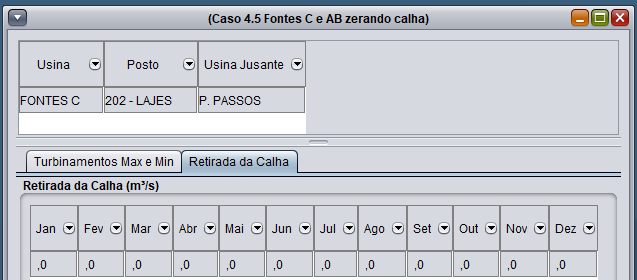 (Caso 4.5 Fontes C e AB zerando calha)
Usina Posto Usina Jusante
FONTES C 202 - LAJES P. PASSOS
Turbinamentos Max e Min Retirada da Calha
Retirada da Calha (m³/s)
Jan Fev Mar Abr Mai Jun Jul Ago Set Out Nov Dez
,0 ,0 ,0 ,0 ,0 ,0 ,0 ,0 ,0 ,0 ,0 ,0